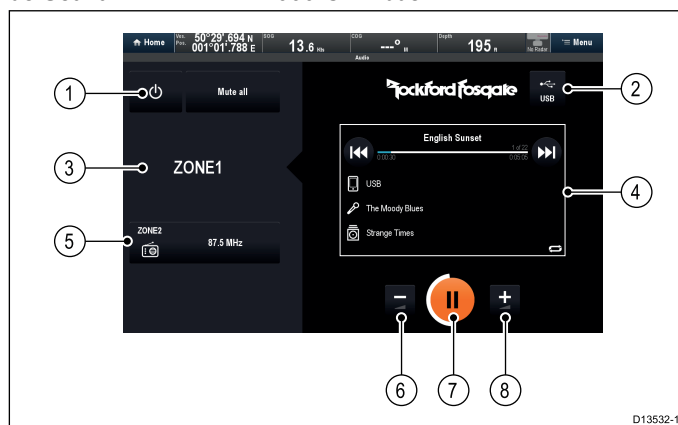 Home
Ves. Pos. 50°29'.694 N
001°01'.788 E
SOG 13.6 Kts
COG ---° M
Depth 195 ft
No Radar
Menu
Audio
1
Mute all
Rockford Fosgate
USB
2
3
ZONE1
English Sunset
1 of 22
0:00:30
0:05:05
USB
The Moody Blues
Strange Times
4
5
ZONE2
87.5 MHz
6
7
8
D13532-1